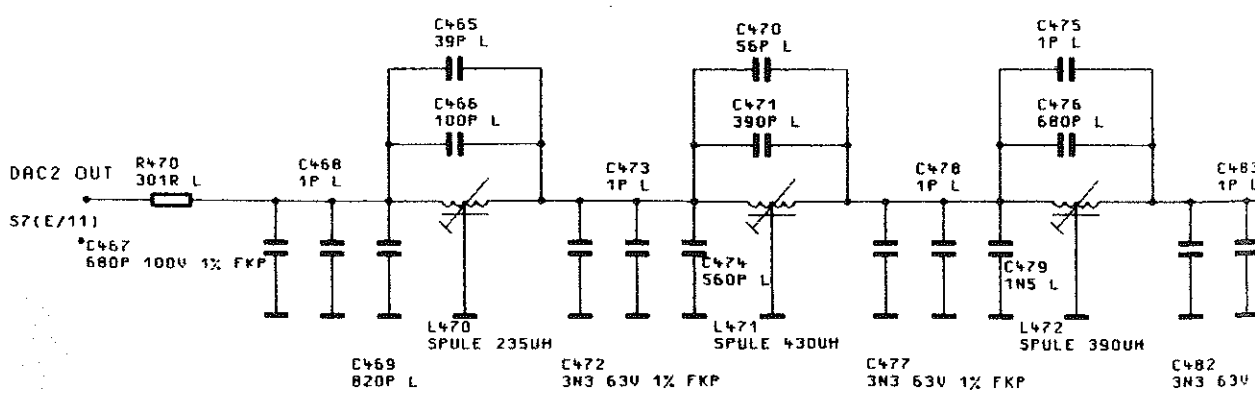 C465
39P L
C466
100P L
C470
56P L
C471
390P L
C475
1P L
C476
680P L
DAC2 OUT
R470
301R L
C468
1P L
C473
1P L
C478
1P L
C483
1P L
S7(E/11)
*C467
680P 100V 1% FKP
C474
560P L
C479
1N5 L
L470
SPULE 235UH
L471
SPULE 430UH
L472
SPULE 390UH
C469
820P L
C472
3N3 63V 1% FKP
C477
3N3 63V 1% FKP
C482
3N3 63V